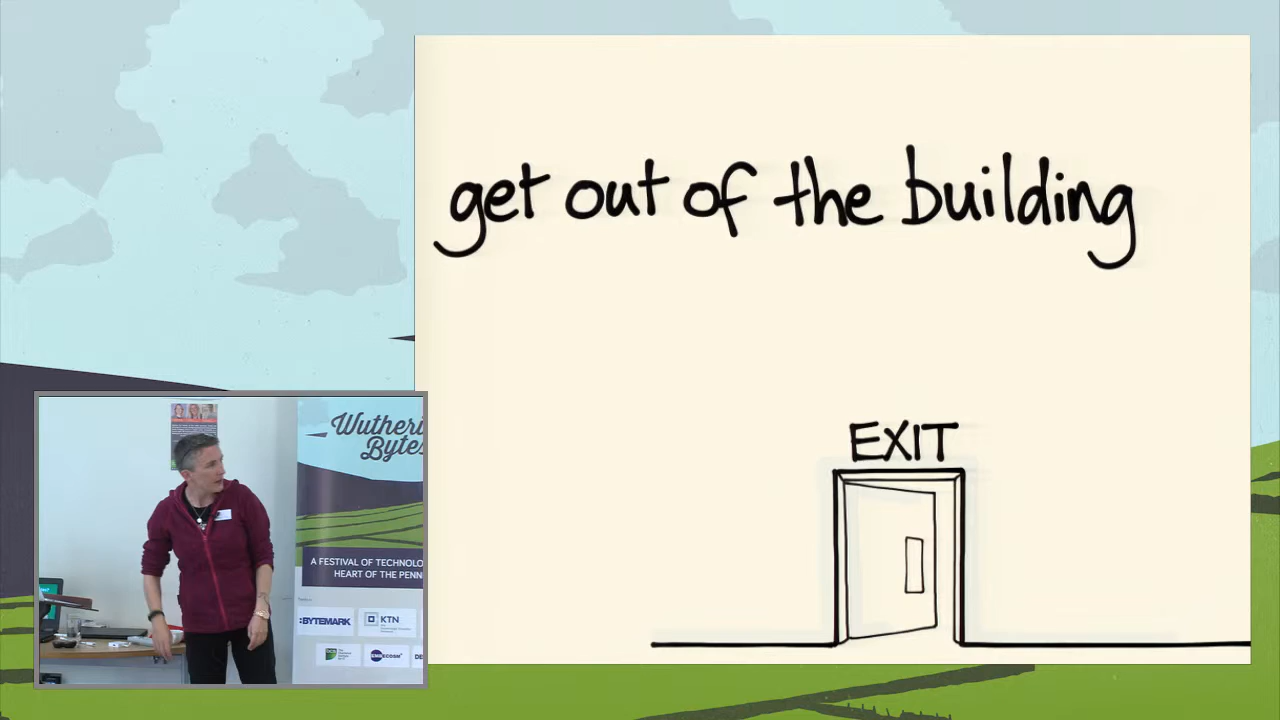 get out of the building
EXIT
Wutheri
Bytes
A FESTIVAL OF TECHNOLO
HEART OF THE PENN
:BYTEMARK
KTN